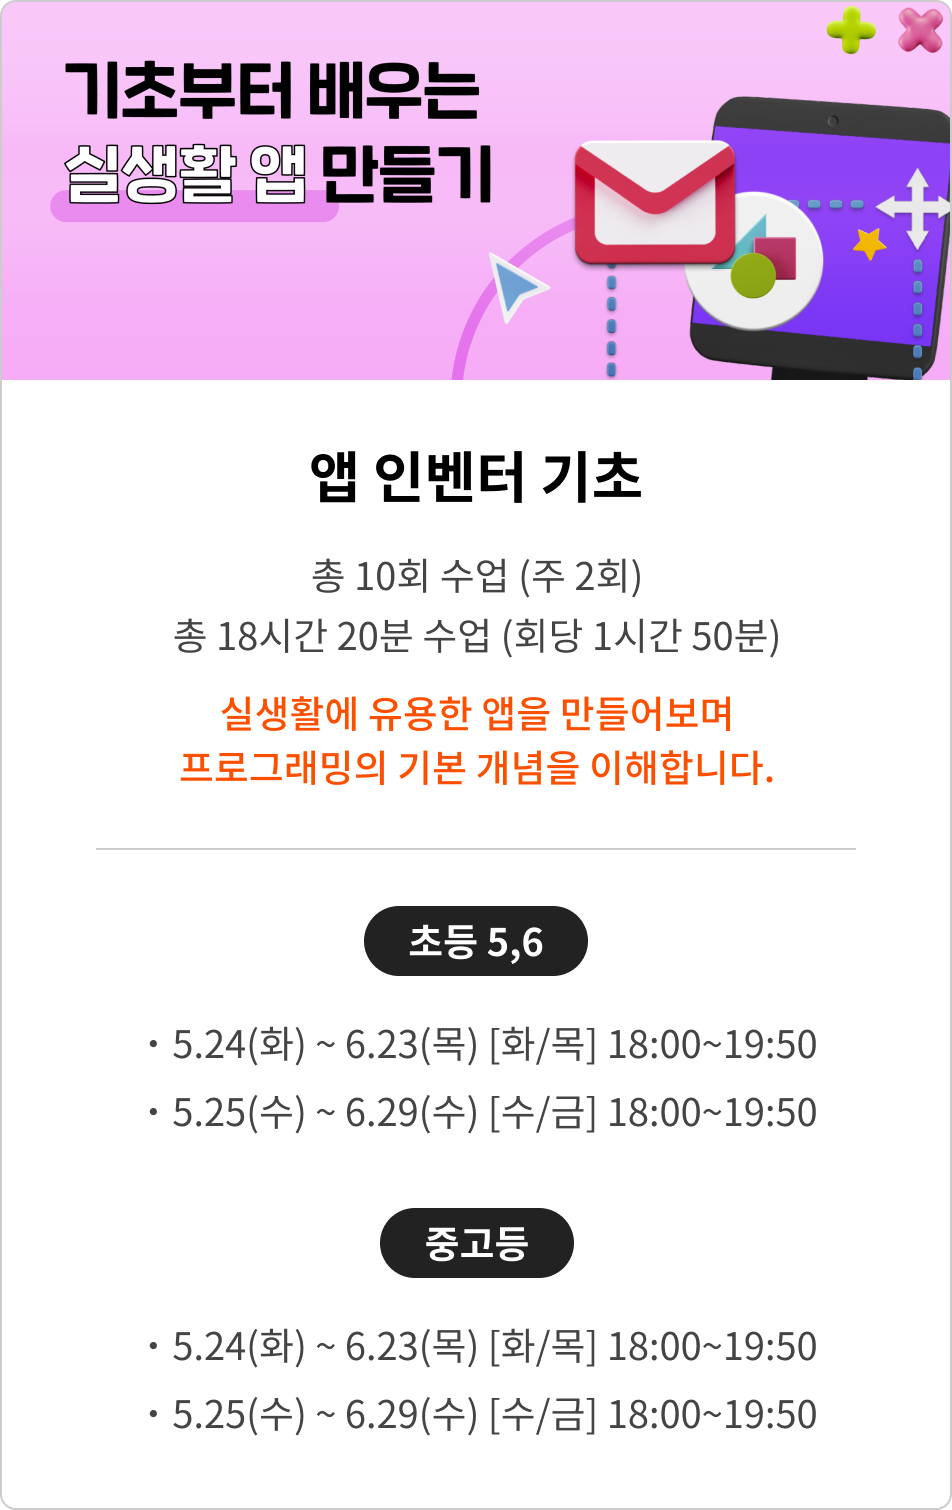 기초부터 배우는
실생활 앱 만들기
앱 인벤터 기초
총 10회 수업 (주 2회)
총 18시간 20분 수업 (회당 1시간 50분)
실생활에 유용한 앱을 만들어보며
프로그래밍의 기본 개념을 이해합니다.
초등 5,6
· 5.24(화) ~ 6.23(목) [화/목] 18:00~19:50
· 5.25(수) ~ 6.29(수) [수/금] 18:00~19:50
중고등
· 5.24(화) ~ 6.23(목) [화/목] 18:00~19:50
· 5.25(수) ~ 6.29(수) [수/금] 18:00~19:50